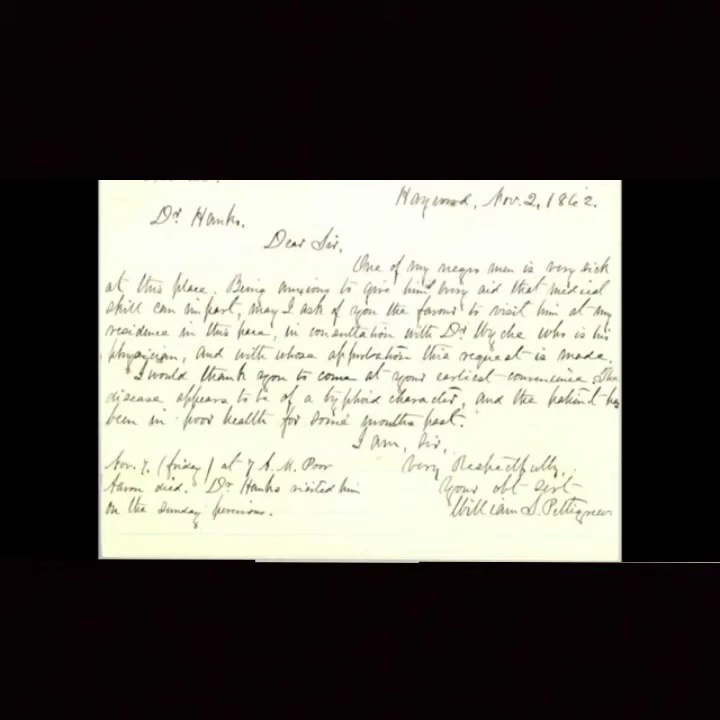 Haywood, Nov. 2, 1862.
Dr Hanks.
Dear Sir,
One of my negro men is very sick
at this place. Being anxious to give him every aid that medical
skill can impart, may I ask of you the favour to visit him at my
residence in this place, in consultation with Dr Wyche who is his
physician, and with whose approbation this request is made.
I would thank you to come at your earliest convenience. The
disease appears to be of a typhoid character, and the patient has
been in poor health for some months past.
I am, Sir,
Very Respectfully,
Your obt servt
William S. Pettigrew
Nov. 7. (friday) at 7 A.M. Poor
Aaron died. Dr Hanks visited him
on the Sunday previous.